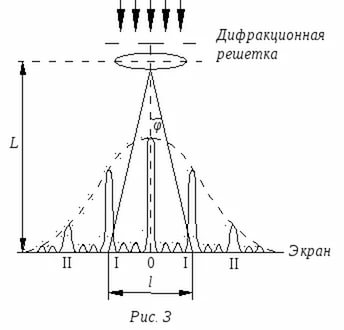 Дифракционная
решетка
L
φ
Экран
II I 0 I II
l
Рис. 3